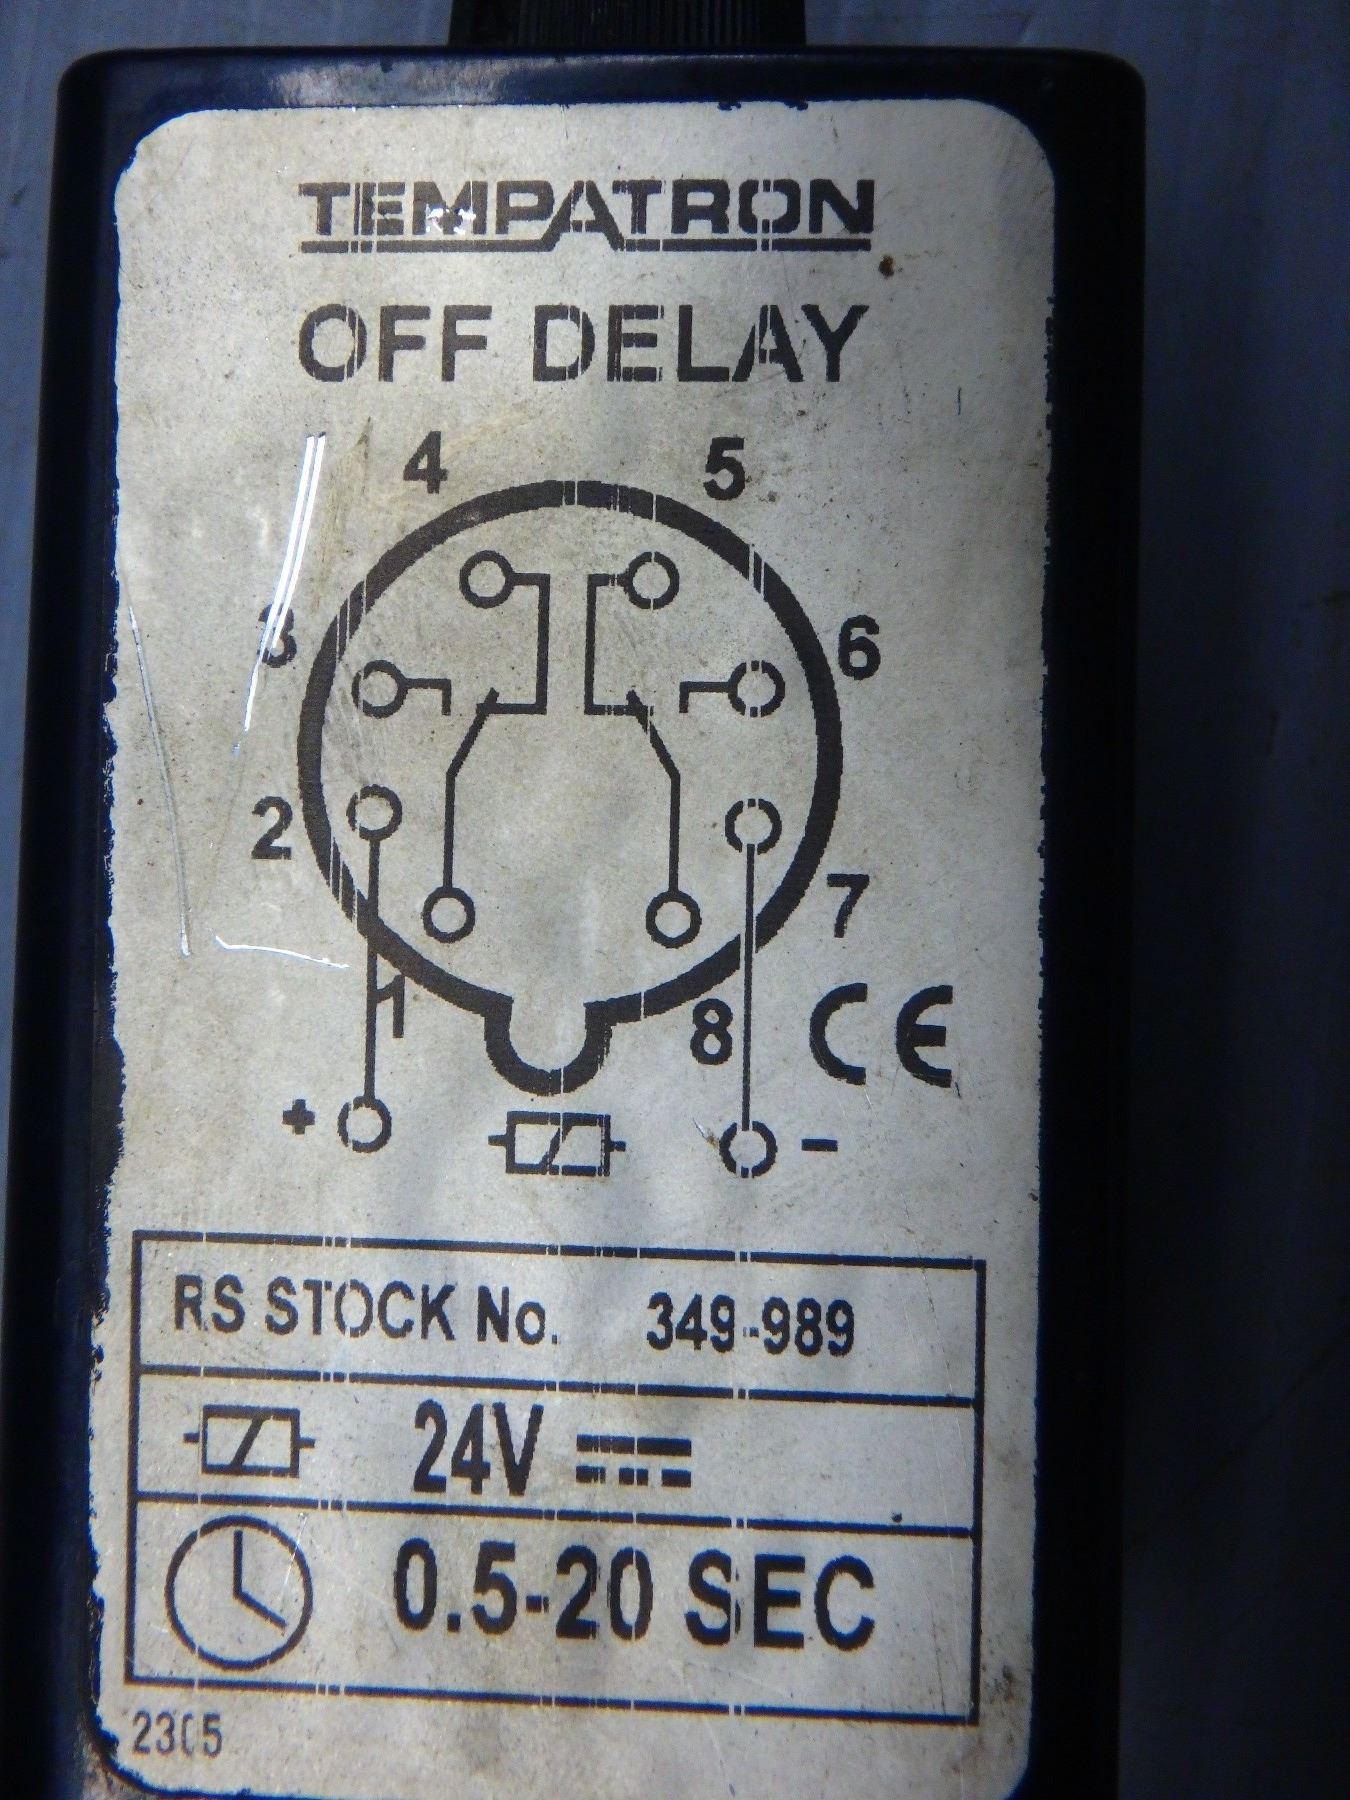 TEMPATRON
OFF DELAY
4 5
3 6
2 7
1 8 CE
+ -
RS STOCK No. 349-989
24V
0.5-20 SEC
2305